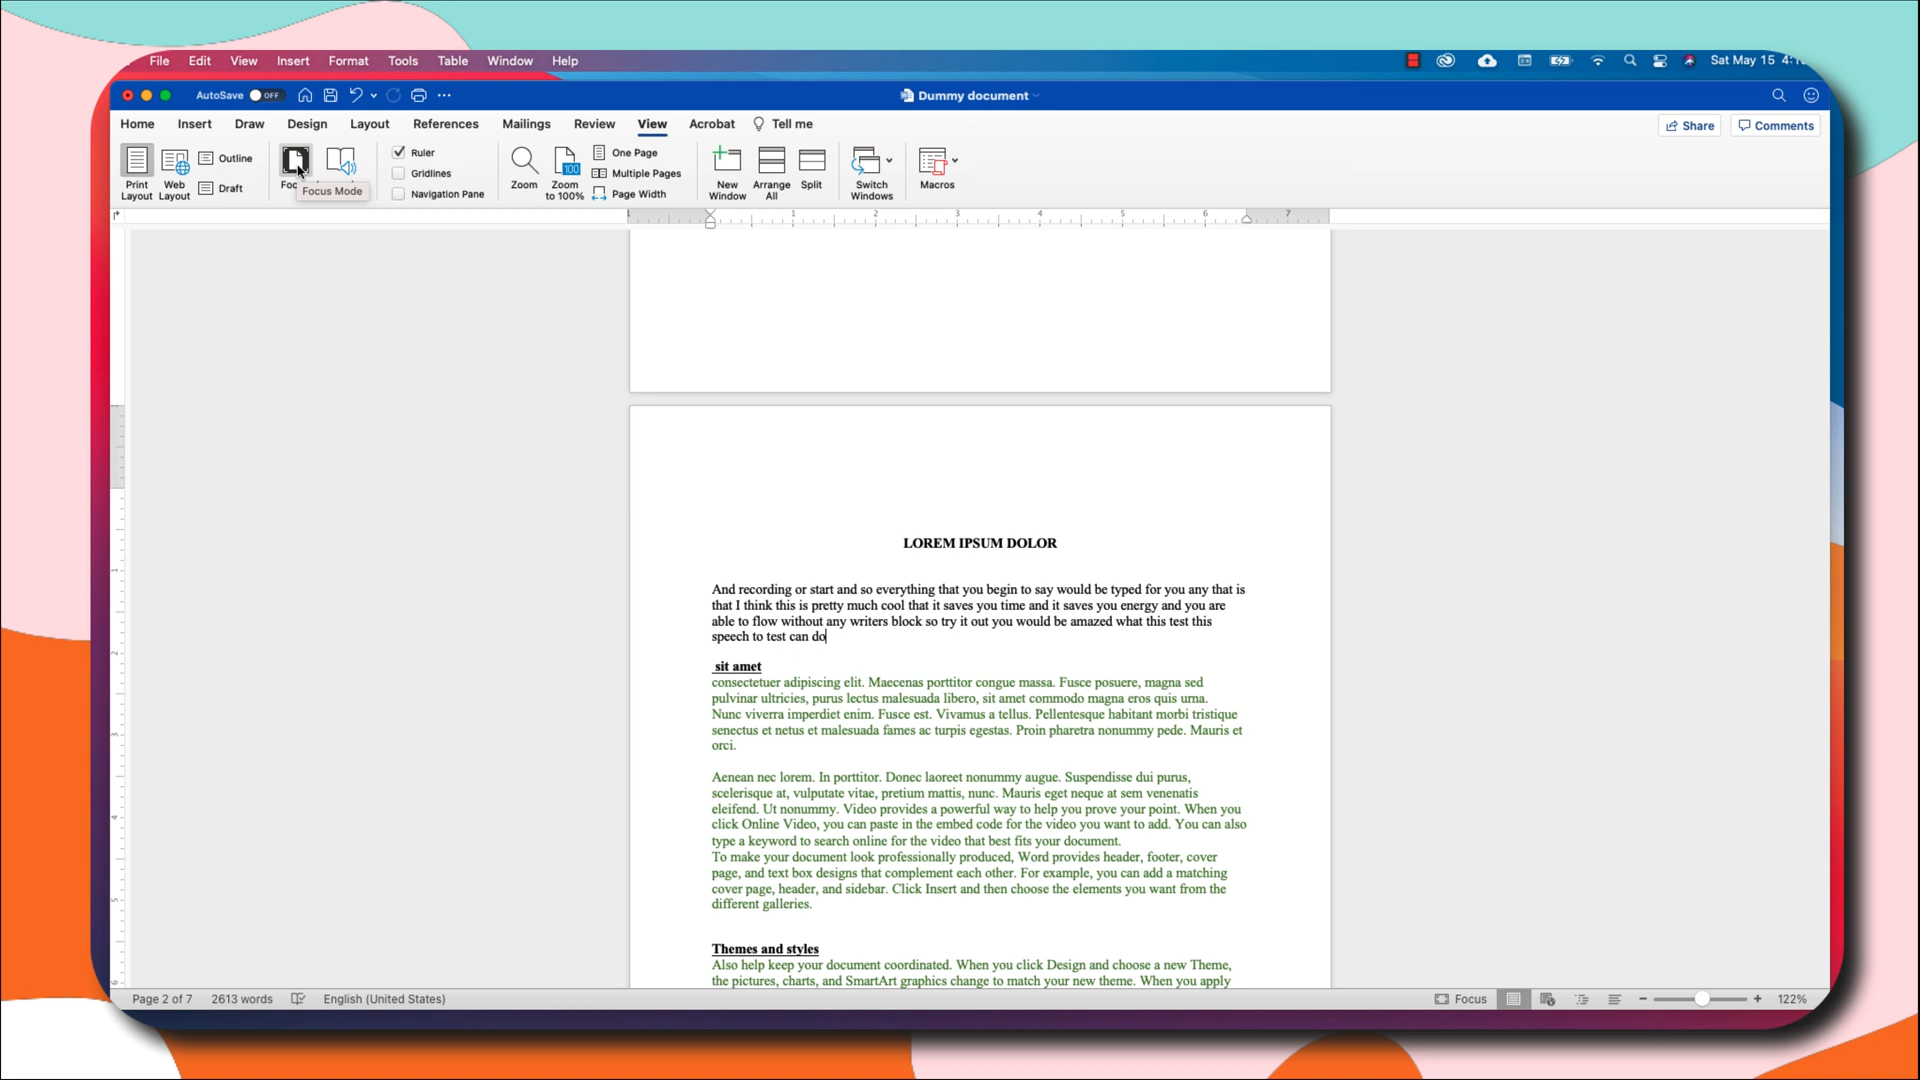 File Edit View Insert Format Tools Table Window Help
Sat May 15
AutoSave OFF
Dummy document
Home Insert Draw Design Layout References Mailings Review View Acrobat Tell me
Share Comments
Print Layout
Web Layout
Outline
Draft
Focus Mode
Ruler
Gridlines
Navigation Pane
Zoom
Zoom to 100%
100
One Page
Multiple Pages
Page Width
New Window
Arrange All
Split
Switch Windows
Macros
1 1 2 3 4 5 6 7
LOREM IPSUM DOLOR
And recording or start and so everything that you begin to say would be typed for you any that is
that I think this is pretty much cool that it saves you time and it saves you energy and you are
able to flow without any writers block so try it out you would be amazed what this test this
speech to test can do
sit amet
consectetuer adipiscing elit. Maecenas porttitor congue massa. Fusce posuere, magna sed
pulvinar ultricies, purus lectus malesuada libero, sit amet commodo magna eros quis urna.
Nunc viverra imperdiet enim. Fusce est. Vivamus a tellus. Pellentesque habitant morbi tristique
senectus et netus et malesuada fames ac turpis egestas. Proin pharetra nonummy pede. Mauris et
orci.
Aenean nec lorem. In porttitor. Donec laoreet nonummy augue. Suspendisse dui purus,
scelerisque at, vulputate vitae, pretium mattis, nunc. Mauris eget neque at sem venenatis
eleifend. Ut nonummy. Video provides a powerful way to help you prove your point. When you
click Online Video, you can paste in the embed code for the video you want to add. You can also
type a keyword to search online for the video that best fits your document.
To make your document look professionally produced, Word provides header, footer, cover
page, and text box designs that complement each other. For example, you can add a matching
cover page, header, and sidebar. Click Insert and then choose the elements you want from the
different galleries.
Themes and styles
Also help keep your document coordinated. When you click Design and choose a new Theme,
the pictures, charts, and SmartArt graphics change to match your new theme. When you apply
Page 2 of 7 2613 words English (United States)
Focus 122%